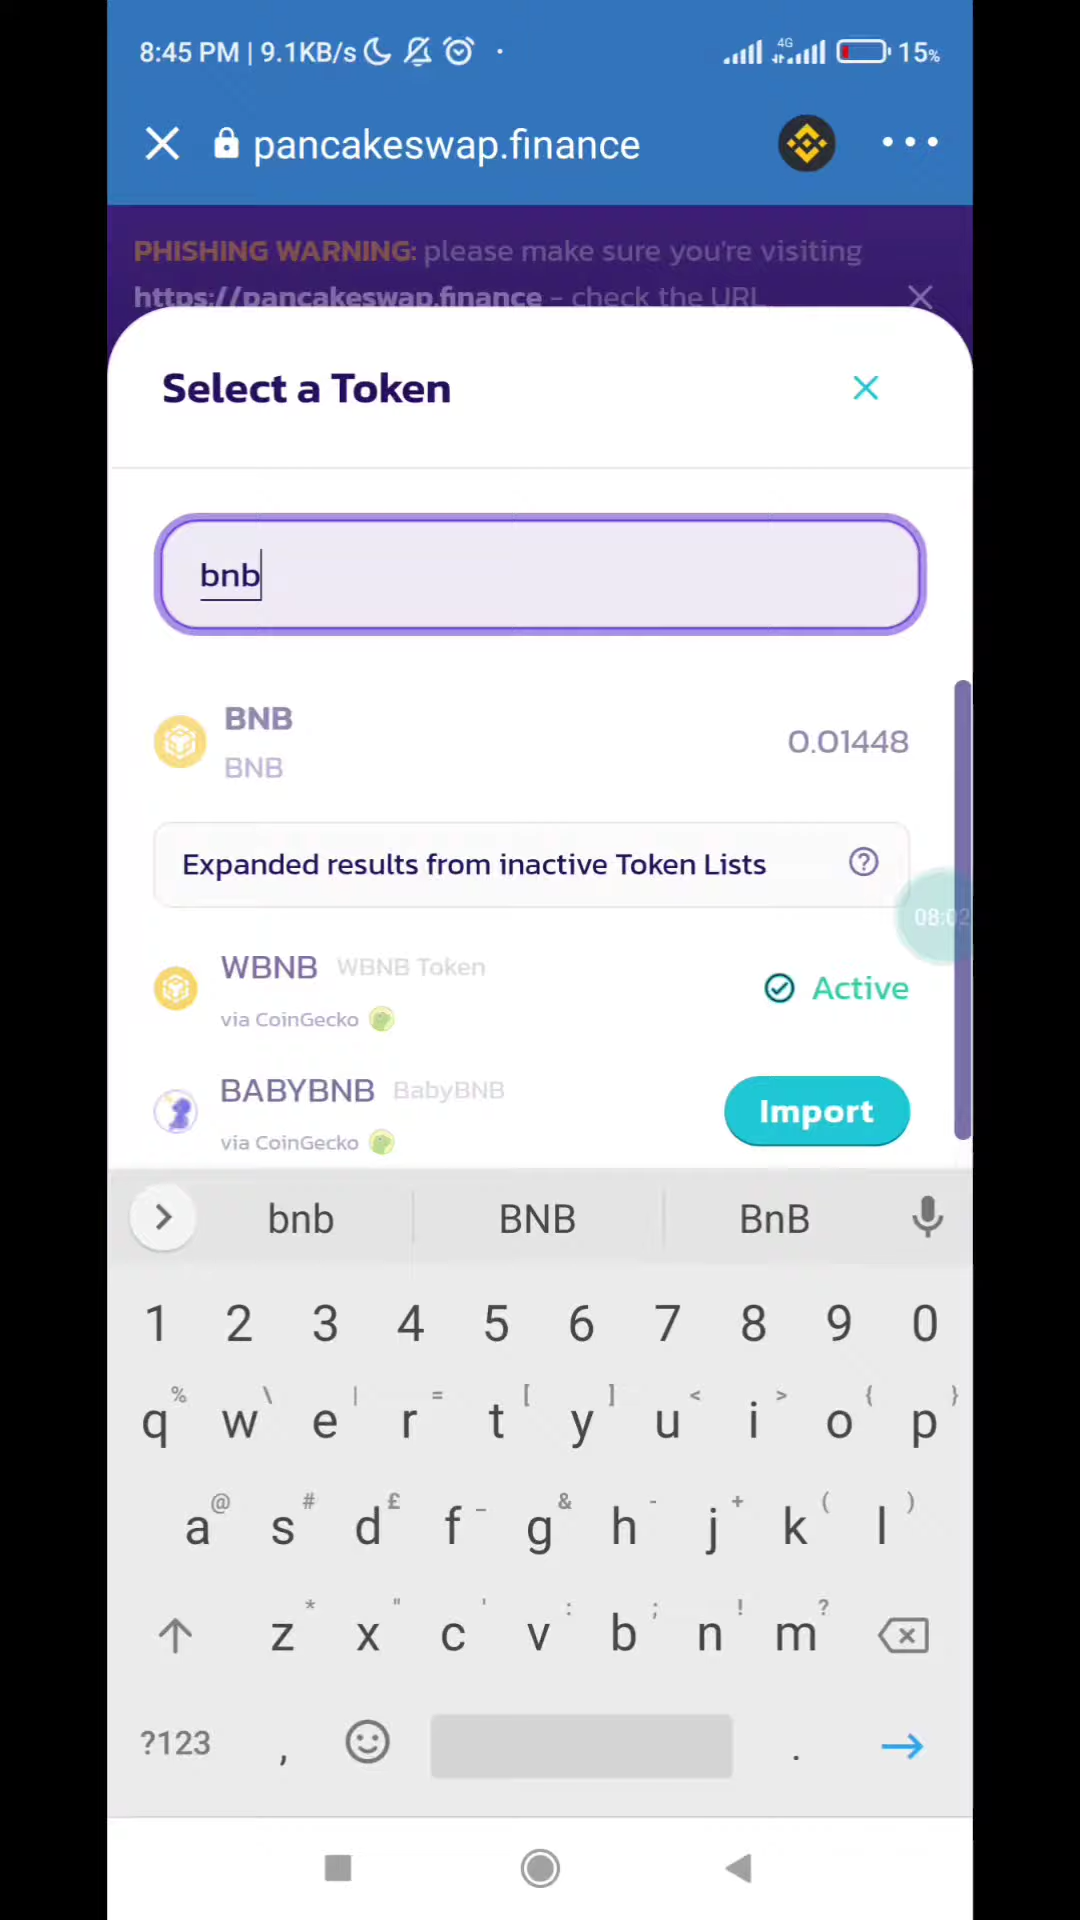 8:45 PM | 9.1KB/s
4G
15%
pancakeswap.finance
PHISHING WARNING: please make sure you're visiting
https://pancakeswap.finance - check the URL
Select a Token
bnb
BNB
BNB
0.01448
Expanded results from inactive Token Lists
?
08:02
WBNB WBNB Token
via CoinGecko
Active
BABYBNB BabyBNB
via CoinGecko
Import
bnb BNB BnB
1 2 3 4 5 6 7 8 9 0
% \ | = [ ] < > { }
q w e r t y u i o p
@ # £ _ & - + ( )
a s d f g h j k l
* " ' : ; ! ?
z x c v b n m
?123 , .